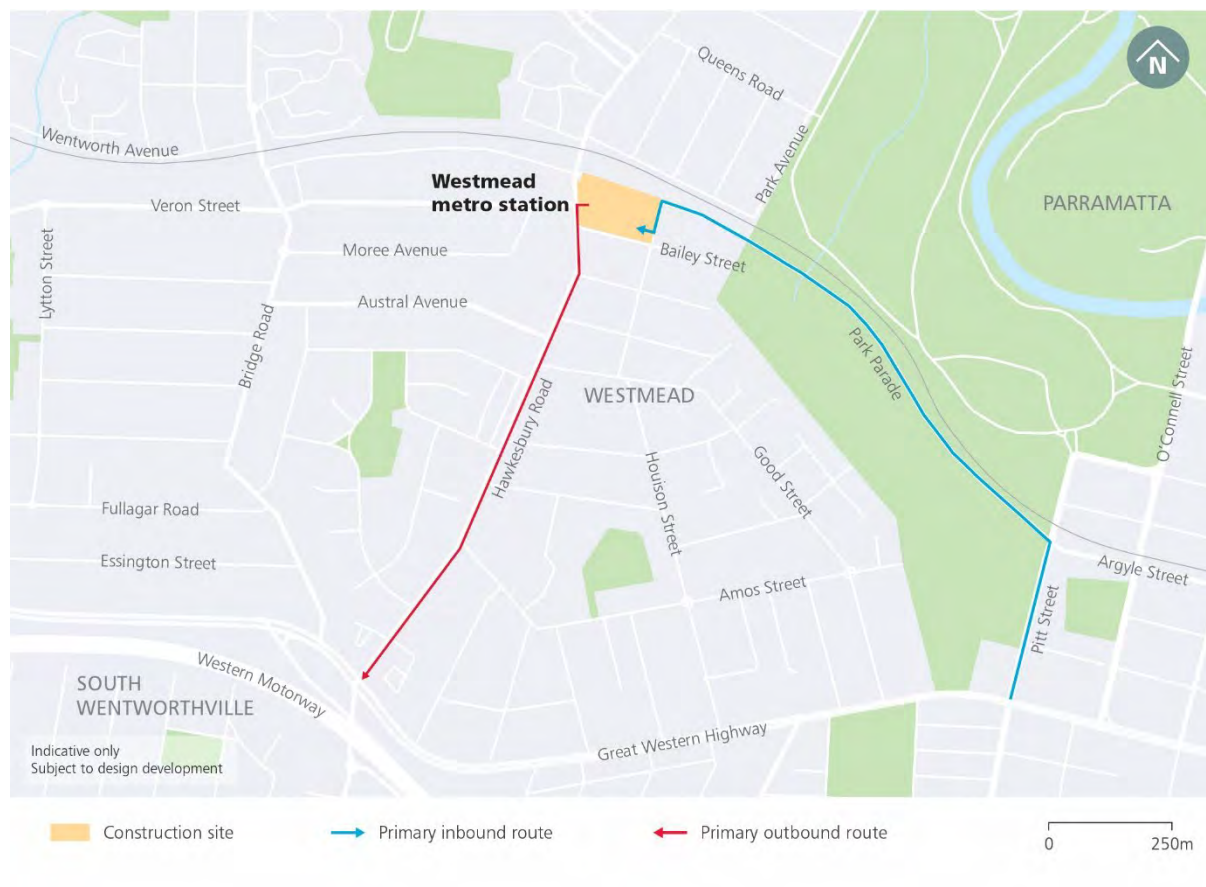 Queens Road
N
Wentworth Avenue
Park Avenue
Westmead
metro station
Veron Street
PARRAMATTA
Lytton Street
Moree Avenue
Bailey Street
Austral Avenue
Bridge Road
Park Parade
O'Connell Street
WESTMEAD
Hawkesbury Road
Houison Street
Good Street
Fullagar Road
Essington Street
Argyle Street
Amos Street
Pitt Street
Western Motorway
SOUTH
WENTWORTHVILLE
Great Western Highway
Indicative only
Subject to design development
Construction site
Primary inbound route
Primary outbound route
0 250m